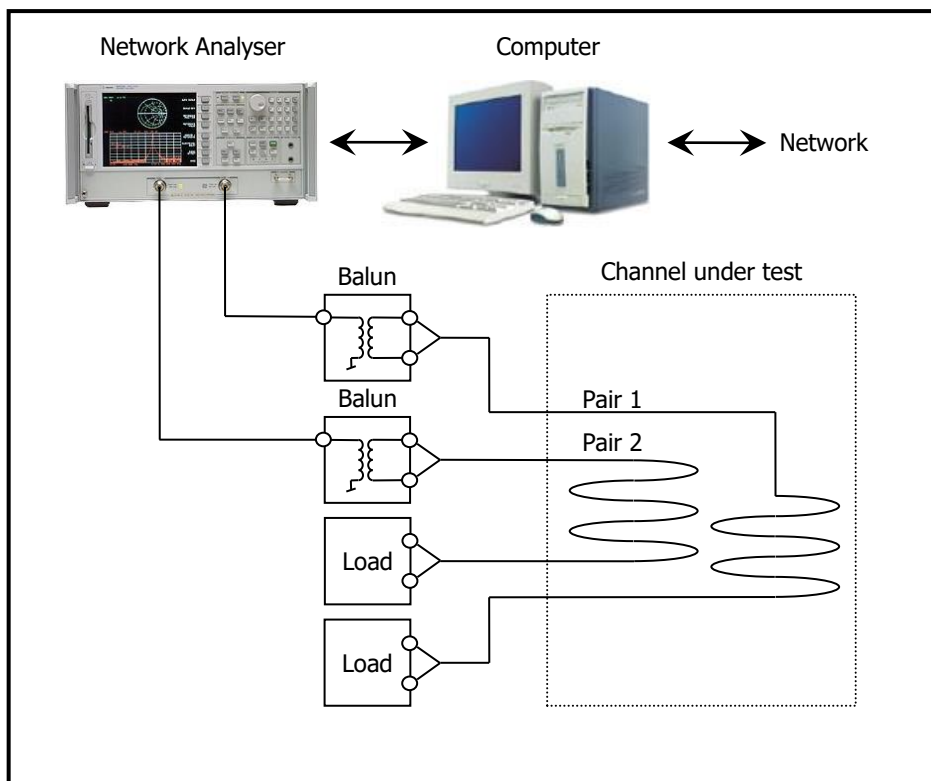 Network Analyser
Computer
Network
Balun
Channel under test
Balun
Pair 1
Pair 2
Load
Load